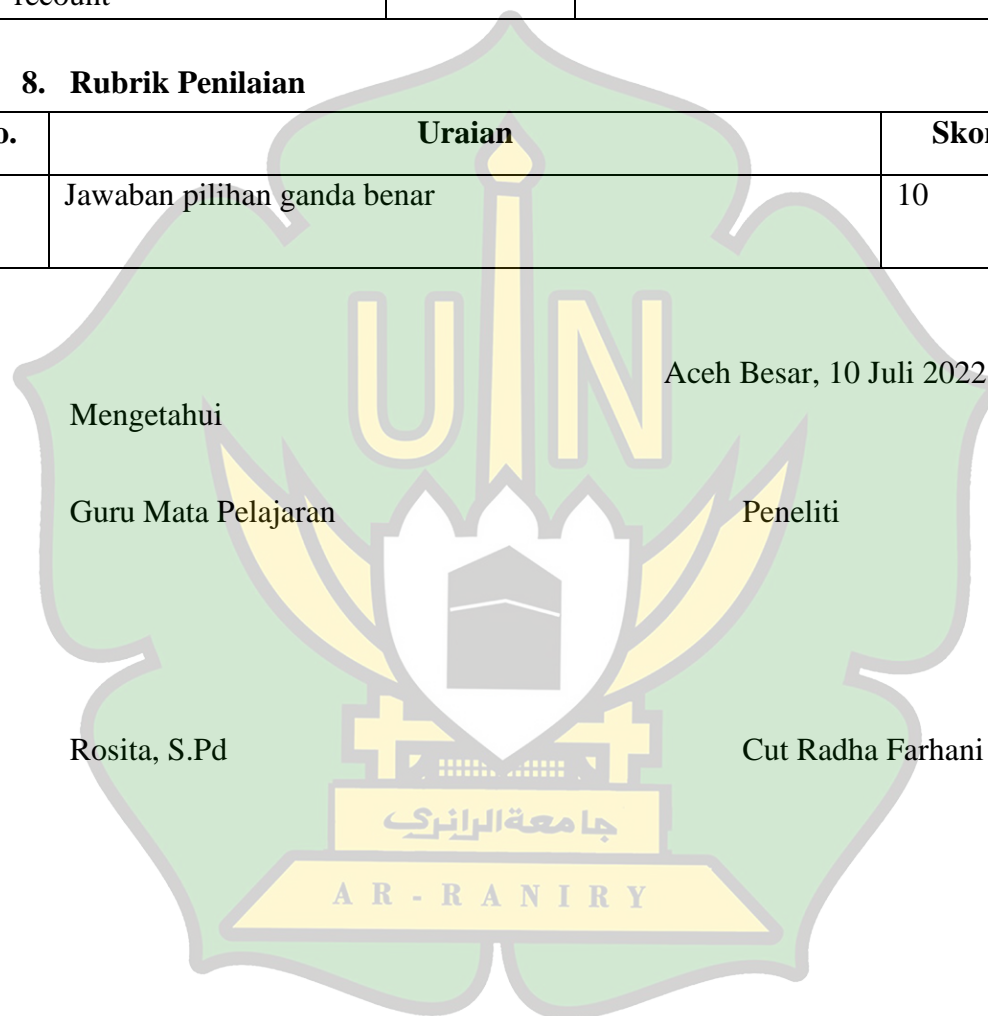 recount
8. Rubrik Penilaian
o. Uraian Skor
Jawaban pilihan ganda benar 10
Aceh Besar, 10 Juli 2022
Mengetahui
Guru Mata Pelajaran Peneliti
Rosita, S.Pd Cut Radha Farhani
UIN
جامعة الرانري
AR-RANIRY